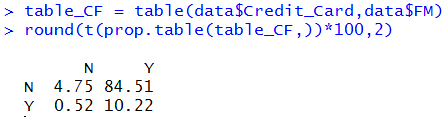 > table_CF = table(data$Credit_Card,data$FM)
> round(t(prop.table(table_CF,))*100,2)
N Y
N 4.75 84.51
Y 0.52 10.22